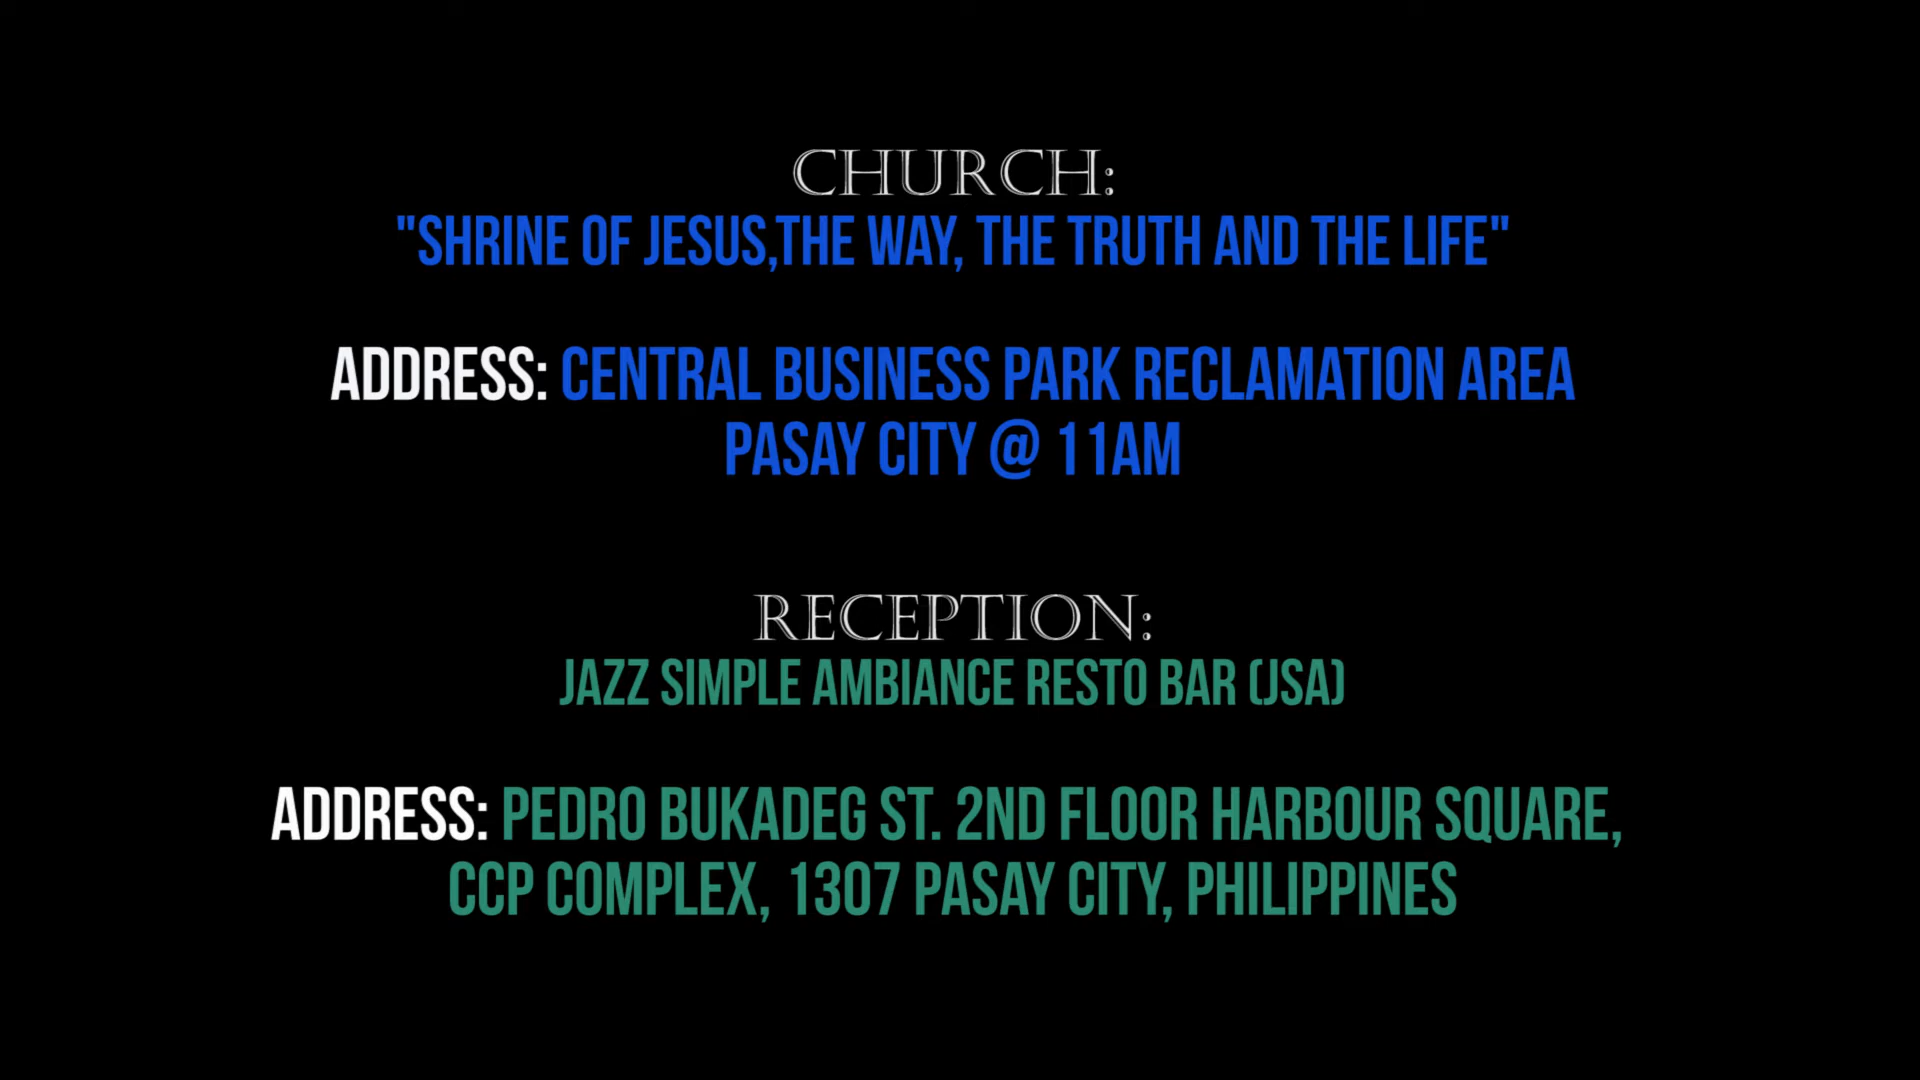 CHURCH:
"SHRINE OF JESUS,THE WAY, THE TRUTH AND THE LIFE"
ADDRESS: CENTRAL BUSINESS PARK RECLAMATION AREA
PASAY CITY @ 11AM
RECEPTION:
JAZZ SIMPLE AMBIANCE RESTO BAR (JSA)
ADDRESS: PEDRO BUKADEG ST. 2ND FLOOR HARBOUR SQUARE,
CCP COMPLEX, 1307 PASAY CITY, PHILIPPINES